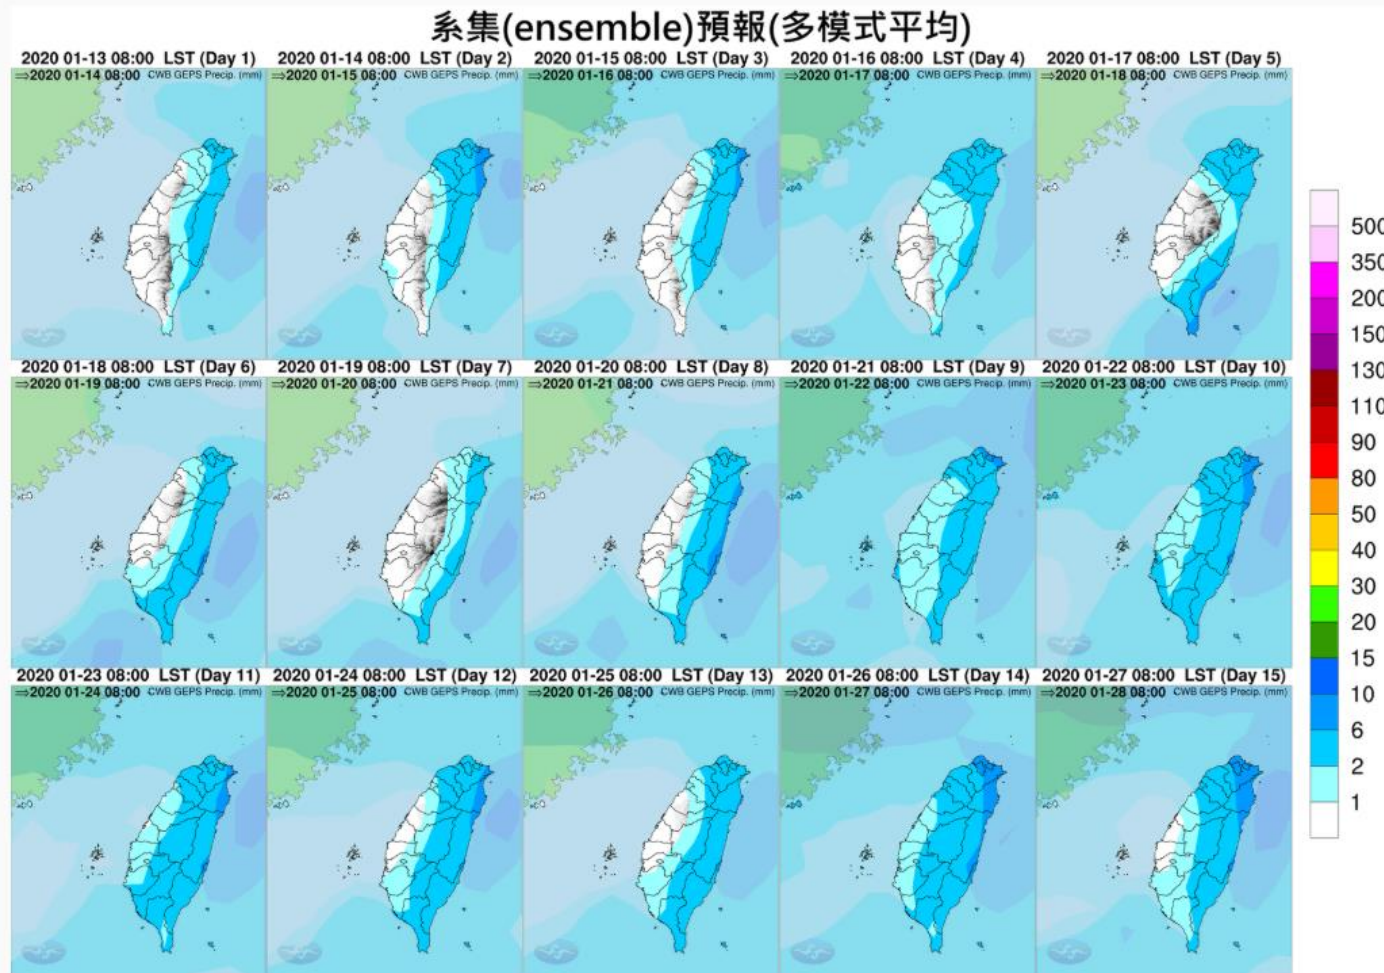 系集(ensemble)預報(多模式平均)
2020 01-13 08:00 LST (Day 1)
⇒2020 01-14 08:00 CWB GEPS Precip. (mm)
2020 01-14 08:00 LST (Day 2)
⇒2020 01-15 08:00 CWB GEPS Precip. (mm)
2020 01-15 08:00 LST (Day 3)
⇒2020 01-16 08:00 CWB GEPS Precip. (mm)
2020 01-16 08:00 LST (Day 4)
⇒2020 01-17 08:00 CWB GEPS Precip. (mm)
2020 01-17 08:00 LST (Day 5)
⇒2020 01-18 08:00 CWB GEPS Precip. (mm)
2020 01-18 08:00 LST (Day 6)
⇒2020 01-19 08:00 CWB GEPS Precip. (mm)
2020 01-19 08:00 LST (Day 7)
⇒2020 01-20 08:00 CWB GEPS Precip. (mm)
2020 01-20 08:00 LST (Day 8)
⇒2020 01-21 08:00 CWB GEPS Precip. (mm)
2020 01-21 08:00 LST (Day 9)
⇒2020 01-22 08:00 CWB GEPS Precip. (mm)
2020 01-22 08:00 LST (Day 10)
⇒2020 01-23 08:00 CWB GEPS Precip. (mm)
2020 01-23 08:00 LST (Day 11)
⇒2020 01-24 08:00 CWB GEPS Precip. (mm)
2020 01-24 08:00 LST (Day 12)
⇒2020 01-25 08:00 CWB GEPS Precip. (mm)
2020 01-25 08:00 LST (Day 13)
⇒2020 01-26 08:00 CWB GEPS Precip. (mm)
2020 01-26 08:00 LST (Day 14)
⇒2020 01-27 08:00 CWB GEPS Precip. (mm)
2020 01-27 08:00 LST (Day 15)
⇒2020 01-28 08:00 CWB GEPS Precip. (mm)
500
350
200
150
130
110
90
80
50
40
30
20
15
10
6
2
1